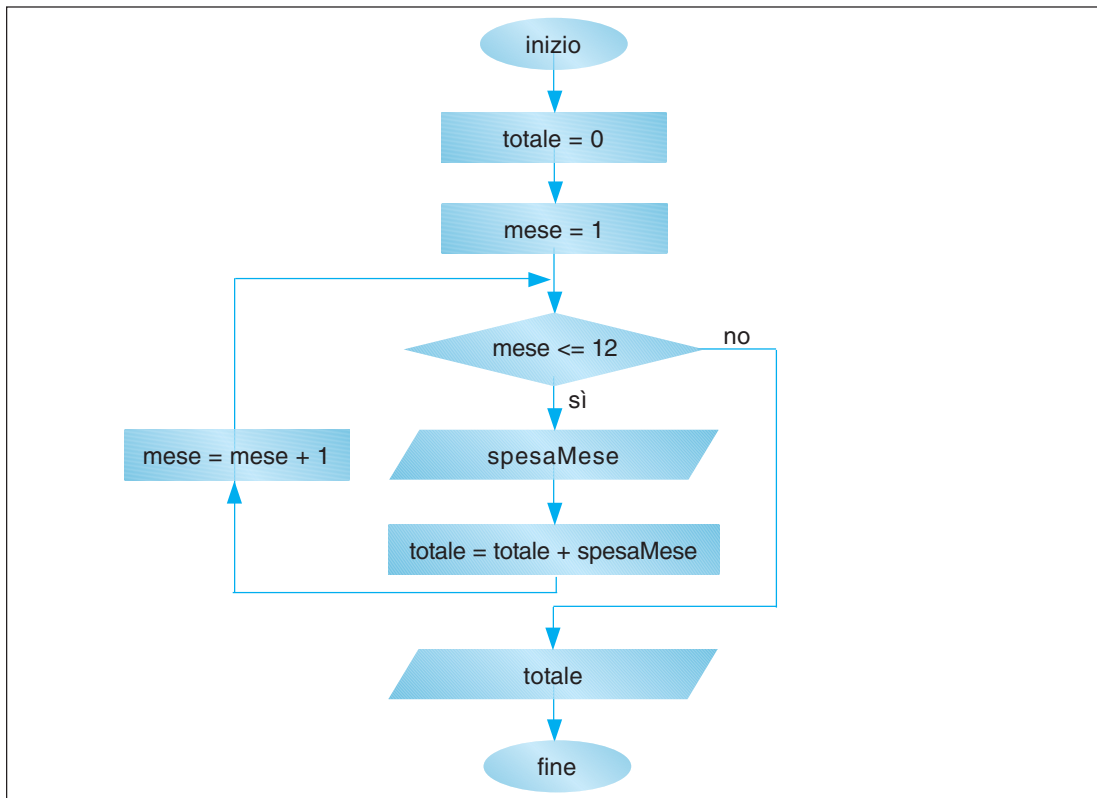 inizio
totale = 0
mese = 1
mese <= 12
no
sì
spesaMese
mese = mese + 1
totale = totale + spesaMese
totale
fine